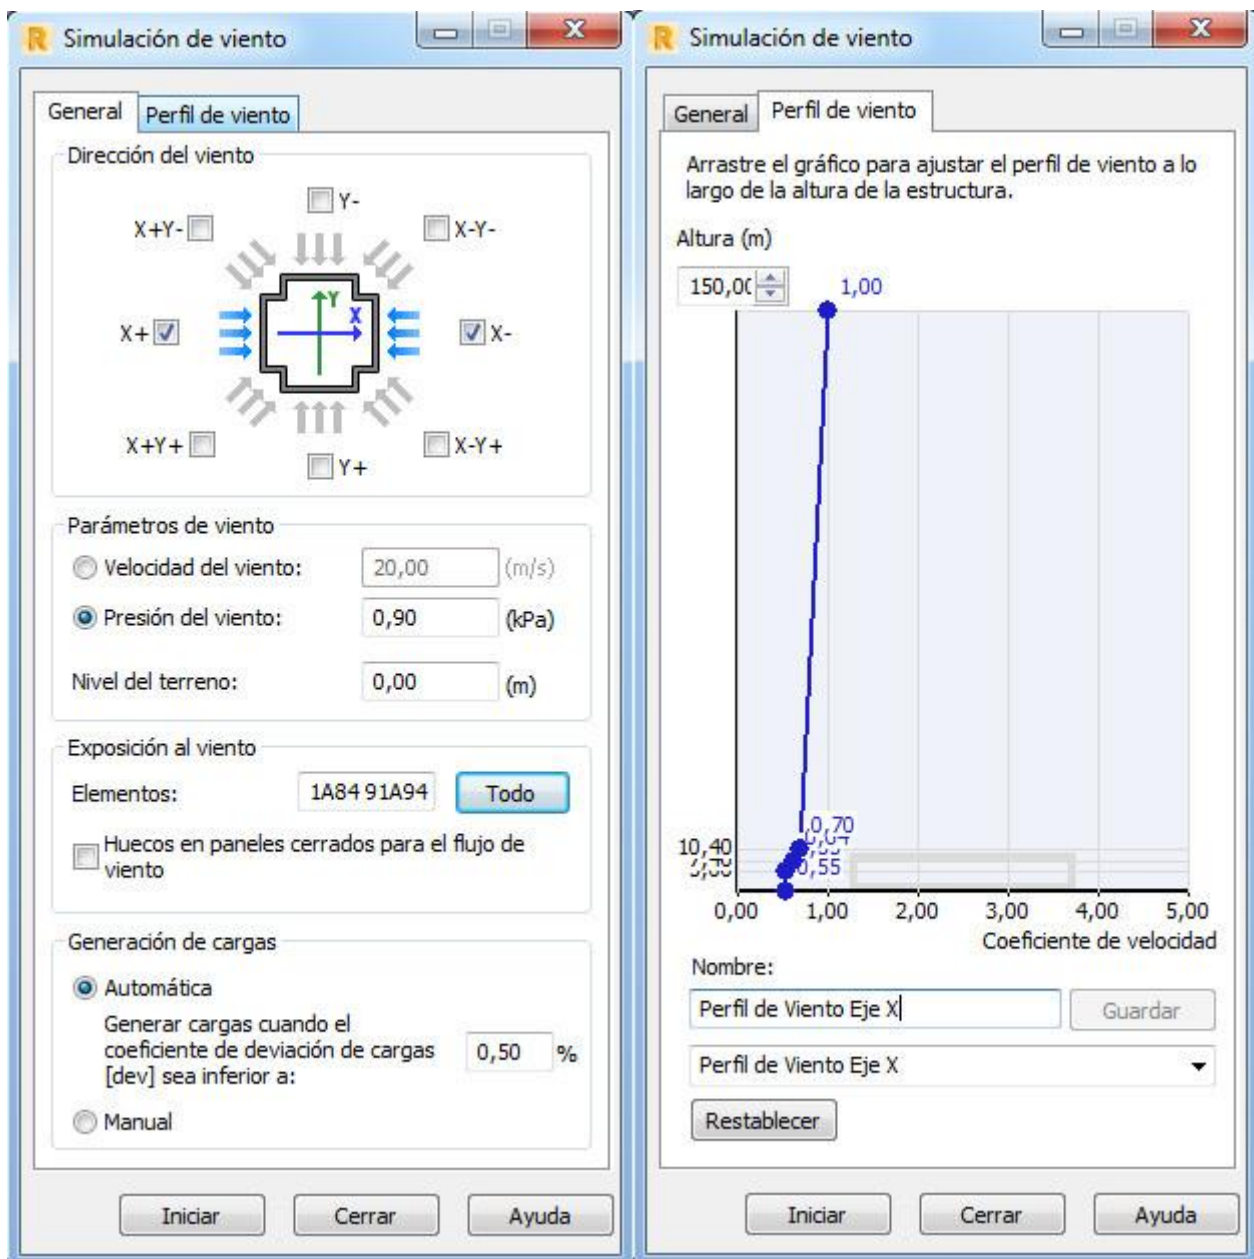 Simulación de viento
General
Perfil de viento
Dirección del viento
Y-
X+Y-
X-Y-
X+
Y
X
X-
X+Y+
Y+
X-Y+
Parámetros de viento
Velocidad del viento: 20,00 (m/s)
Presión del viento: 0,90 (kPa)
Nivel del terreno: 0,00 (m)
Exposición al viento
Elementos: 1A84 91A94 Todo
Huecos en paneles cerrados para el flujo de
viento
Generación de cargas
Automática
Generar cargas cuando el
coeficiente de deviación de cargas 0,50 %
[dev] sea inferior a:
Manual
Iniciar Cerrar Ayuda
Simulación de viento
General
Perfil de viento
Arrastre el gráfico para ajustar el perfil de viento a lo
largo de la altura de la estructura.
Altura (m)
150,00
1,00
0,70
10,40
0,55
0,00 1,00 2,00 3,00 4,00 5,00
Coeficiente de velocidad
Nombre:
Perfil de Viento Eje X Guardar
Perfil de Viento Eje X
Restablecer
Iniciar Cerrar Ayuda